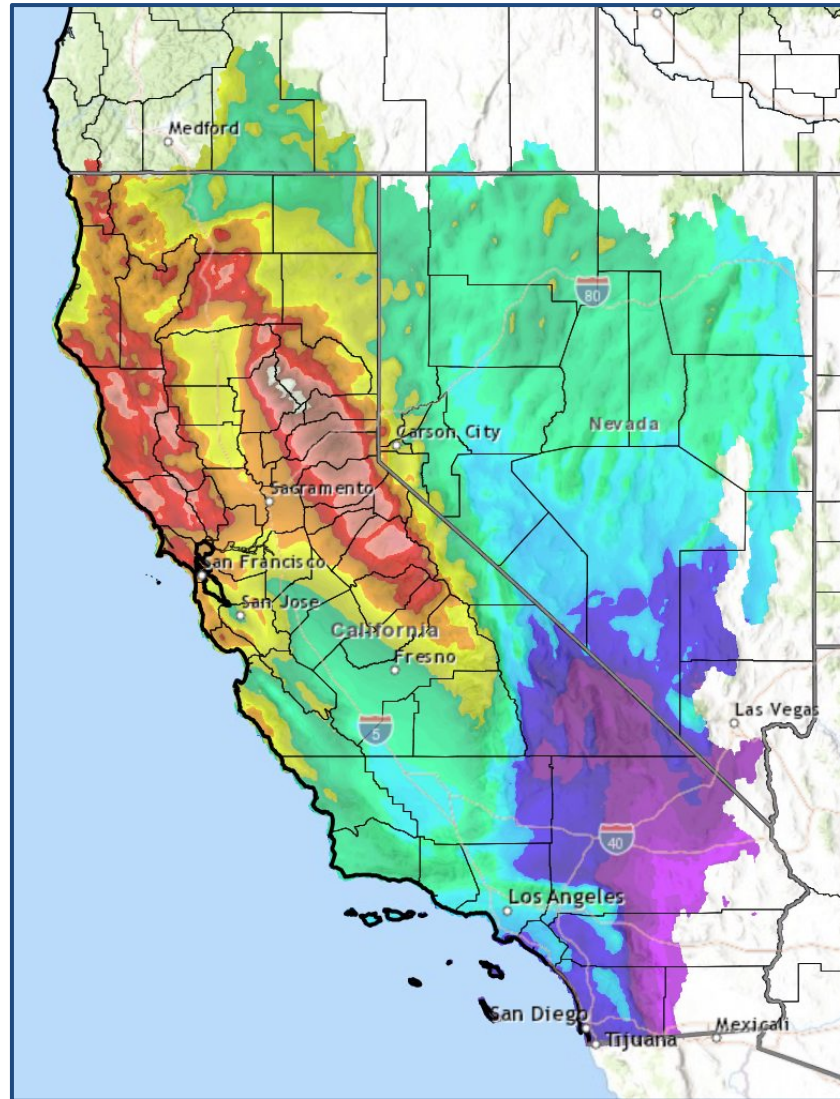 Medford
80
Nevada
Carson City
Sacramento
San Francisco
San Jose
California
Fresno
Las Vegas
5
40
Los Angeles
San Diego
Mexicali
Tijuana